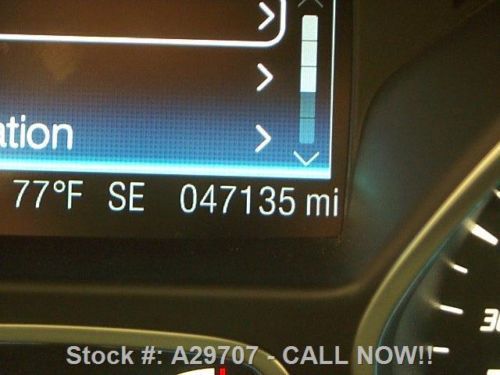 ation
77°F SE 047135 mi
Stock #: A29707 - CALL NOW!!